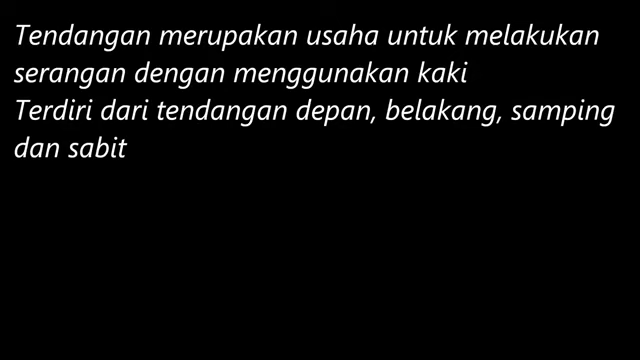 Tendangan merupakan usaha untuk melakukan
serangan dengan menggunakan kaki
Terdiri dari tendangan depan, belakang, samping
dan sabit